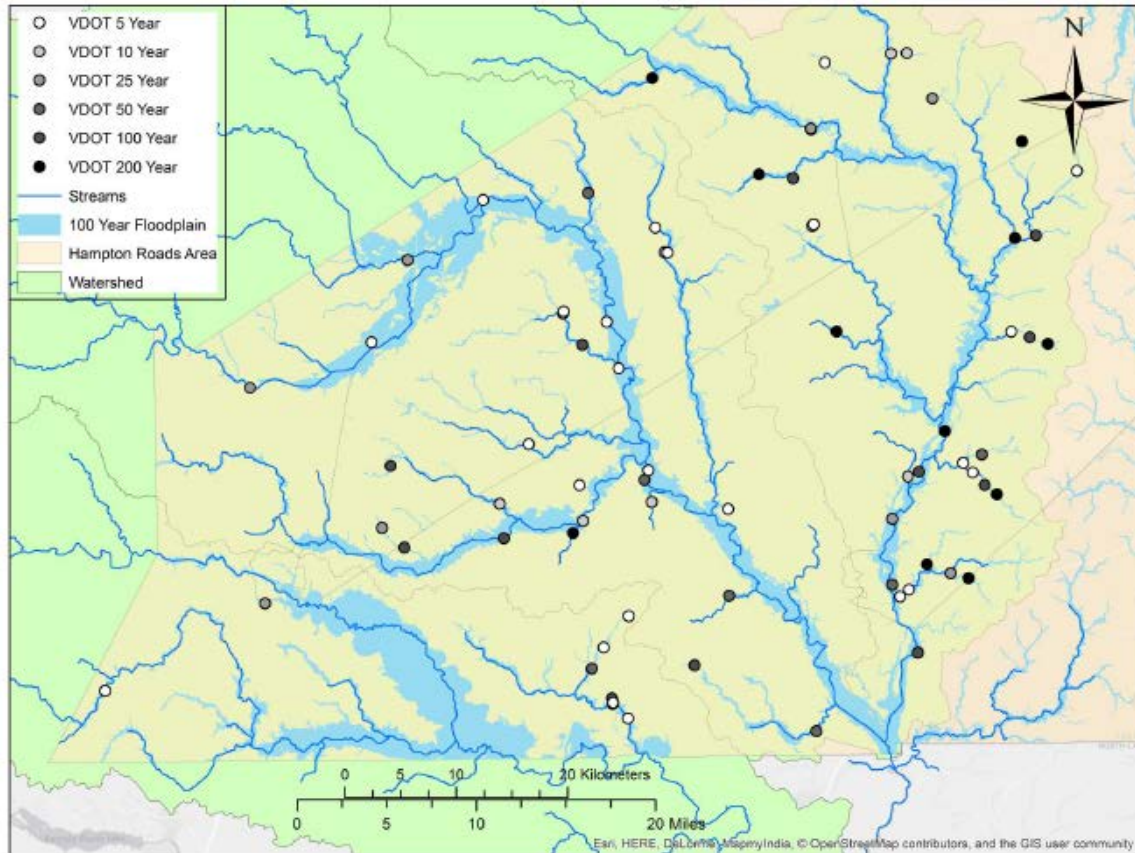 VDOT 5 Year
VDOT 10 Year
VDOT 25 Year
VDOT 50 Year
VDOT 100 Year
VDOT 200 Year
Streams
100 Year Floodplain
Hampton Roads Area
Watershed
N
0 5 10 20 Kilometers
0 5 10 20 Miles
Esri, HERE, DeLorme, MapmyIndia, © OpenStreetMap contributors, and the GIS user community